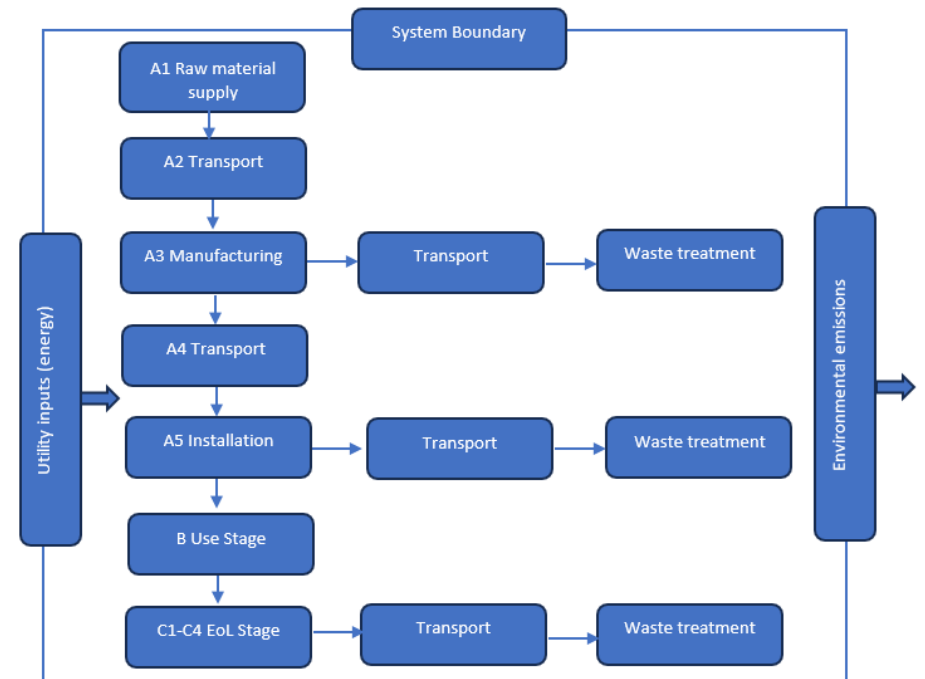 System Boundary
A1 Raw material
supply
A2 Transport
A3 Manufacturing
Transport
Waste treatment
A4 Transport
A5 Installation
Transport
Waste treatment
B Use Stage
C1-C4 EoL Stage
Transport
Waste treatment
Utility inputs (energy)
Environmental emissions